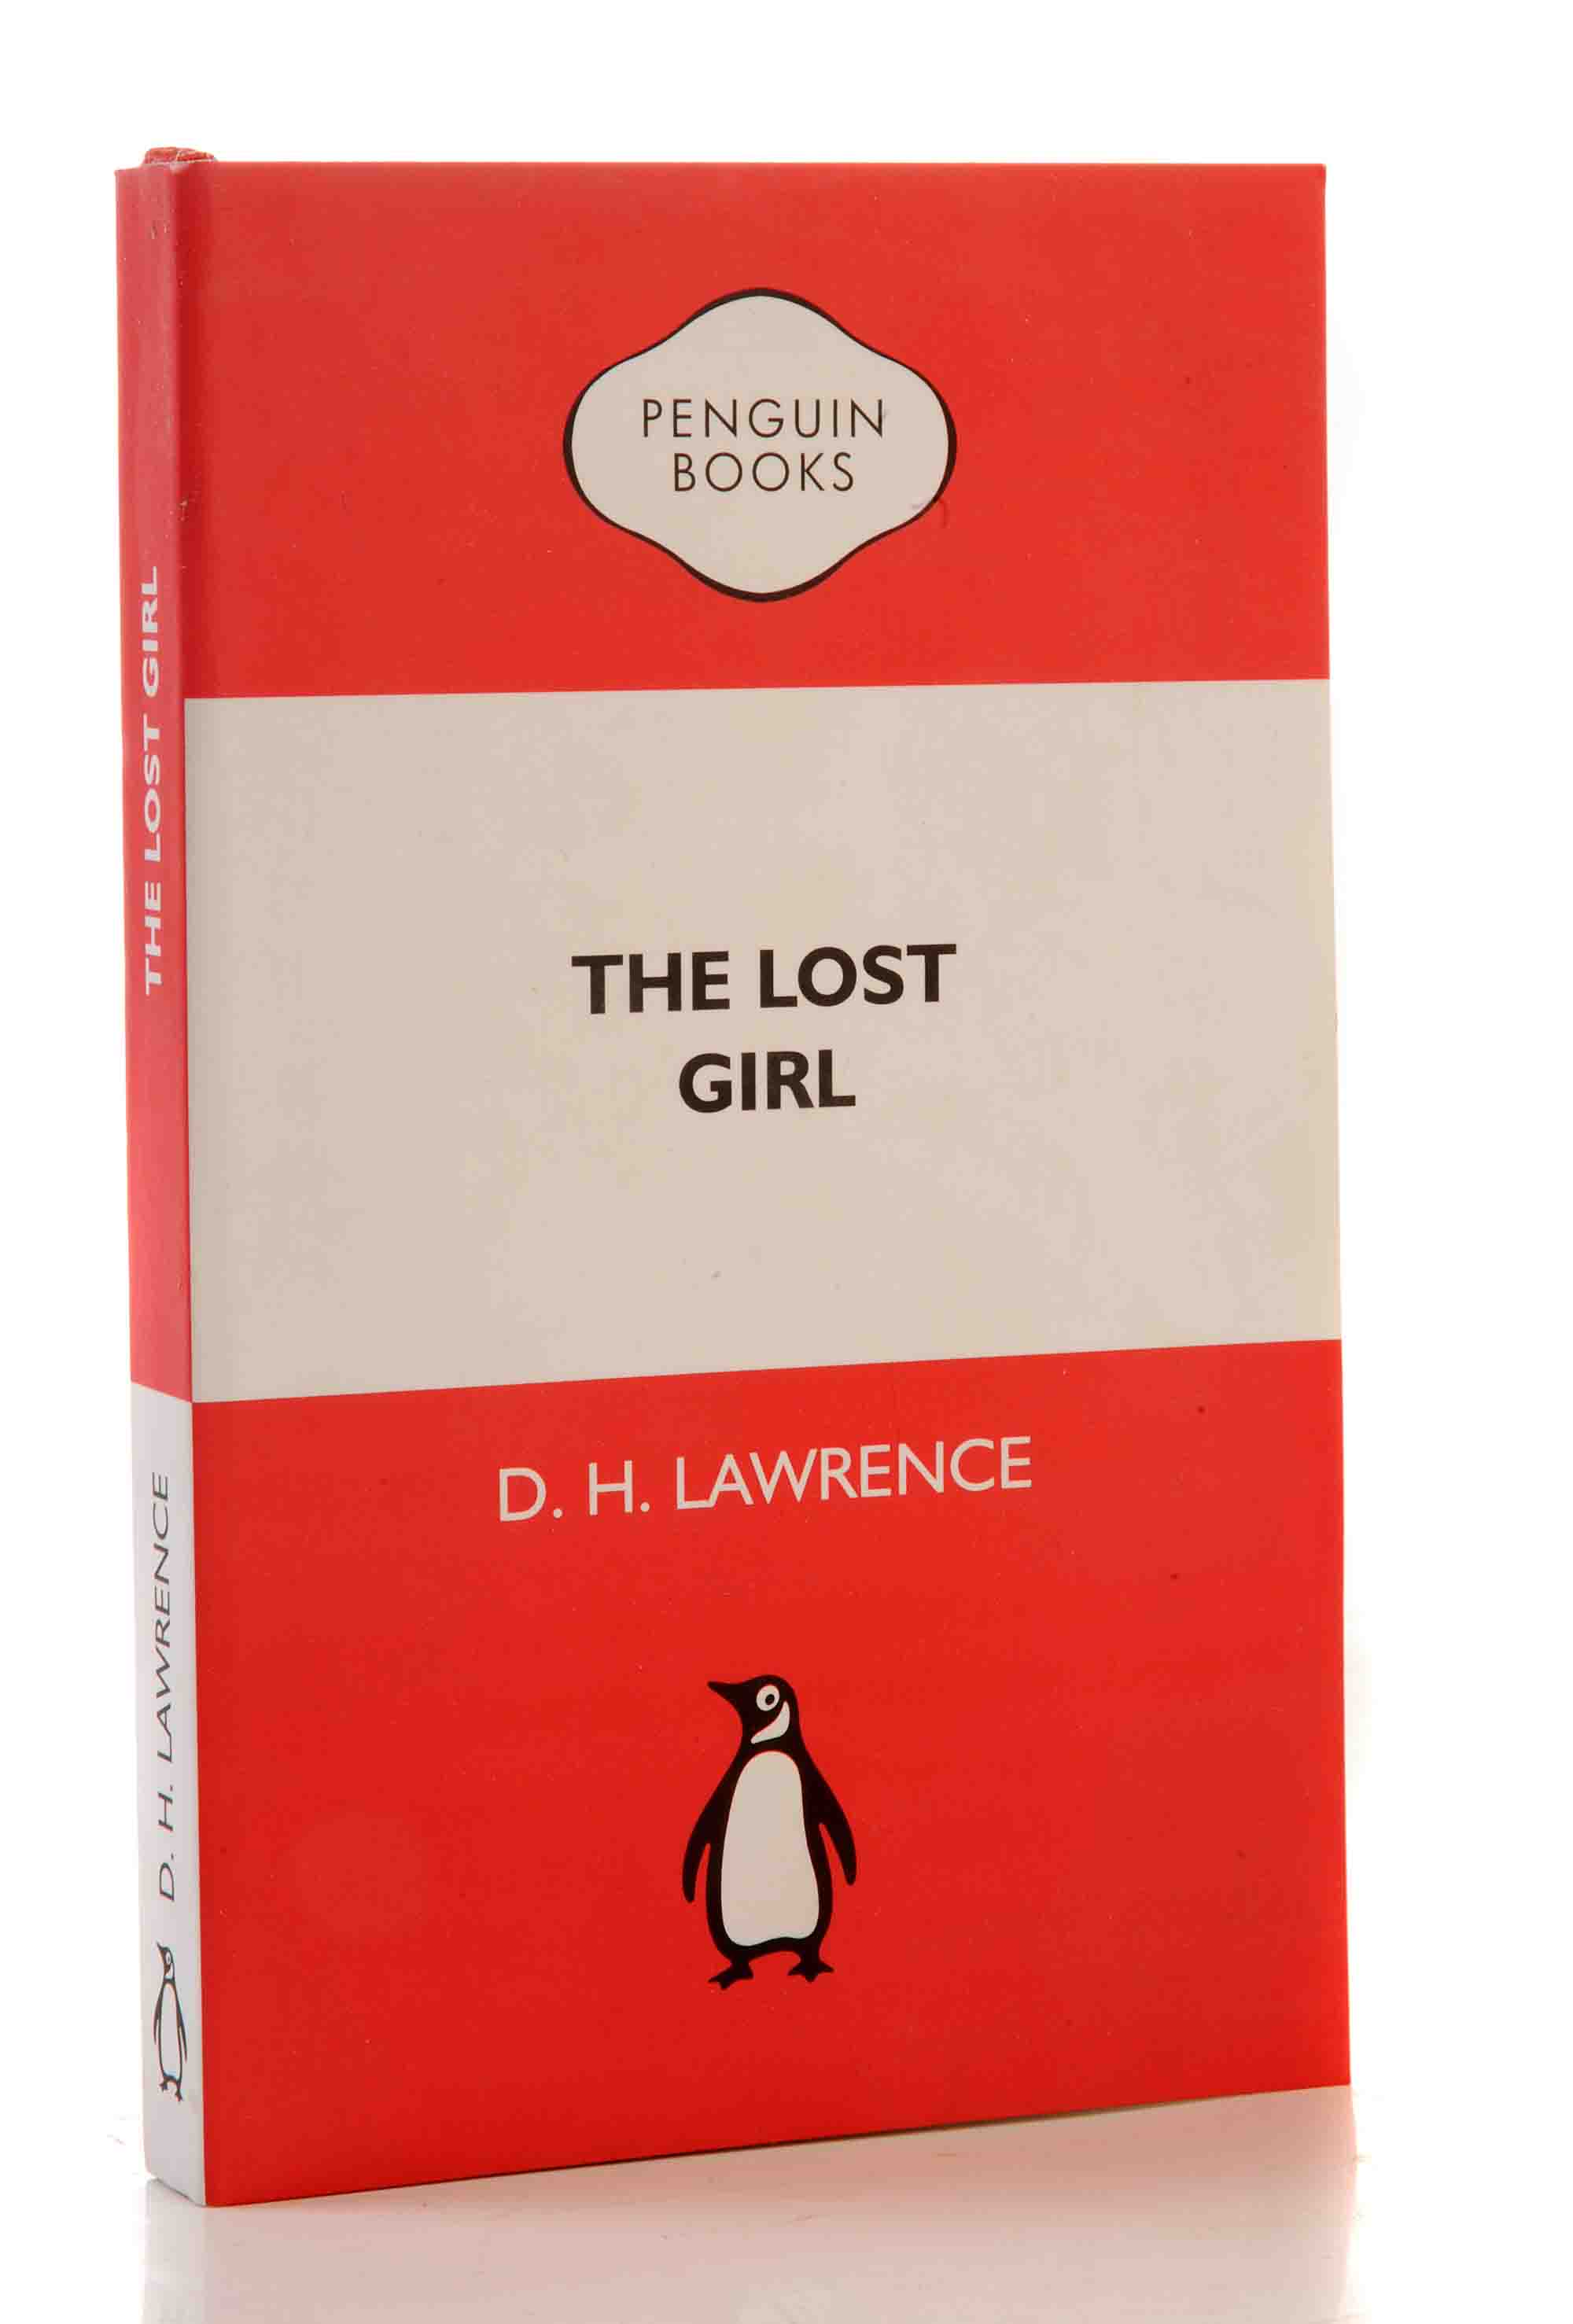 PENGUIN
BOOKS
THE LOST
GIRL
D. H. LAWRENCE
THE LOST GIRL
D. H. LAWRENCE